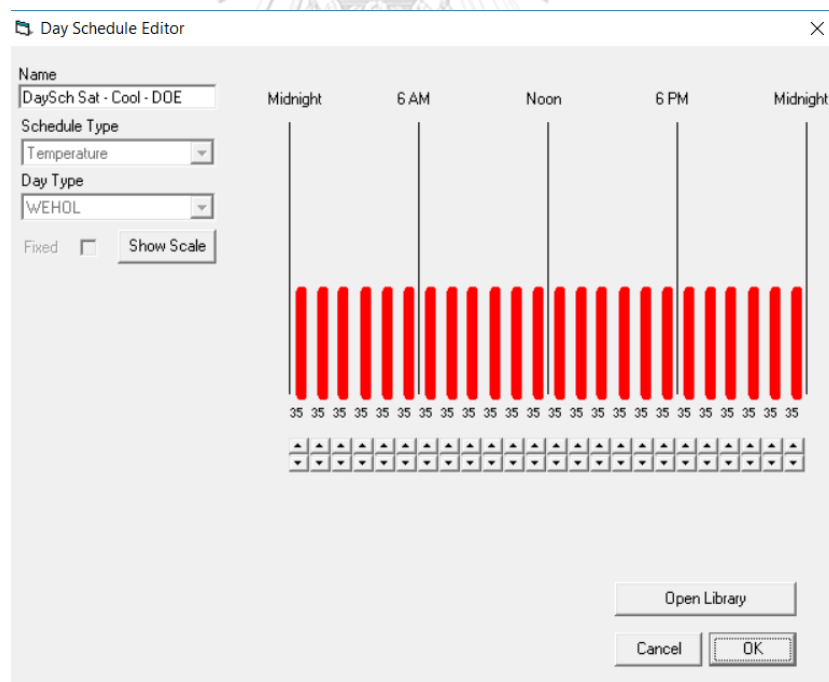 Day Schedule Editor
Name
DaySch Sat - Cool - DOE
Schedule Type
Temperature
Day Type
WEHOL
Fixed
Show Scale
Midnight 6 AM Noon 6 PM Midnight
35 35 35 35 35 35 35 35 35 35 35 35 35 35 35 35 35 35 35 35 35 35 35 35
Open Library
Cancel OK